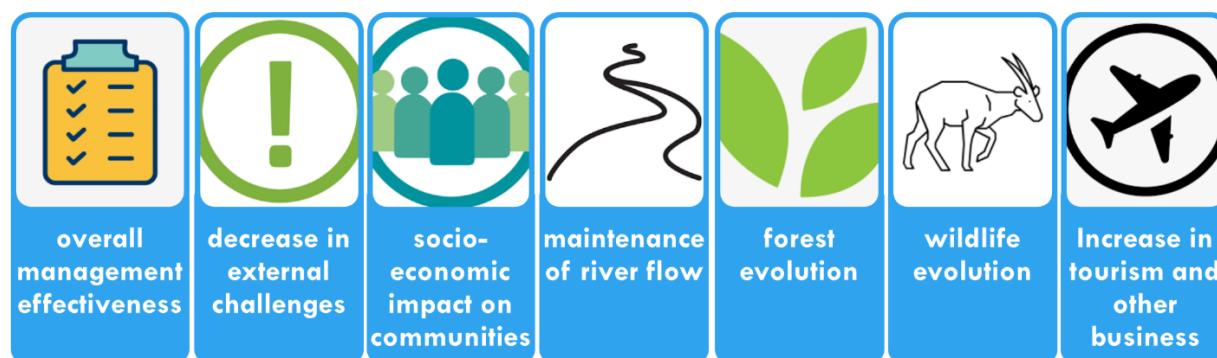 overall
management
effectiveness
decrease in
external
challenges
socio-
economic
impact on
communities
maintenance
of river flow
forest
evolution
wildlife
evolution
Increase in
tourism and
other
business